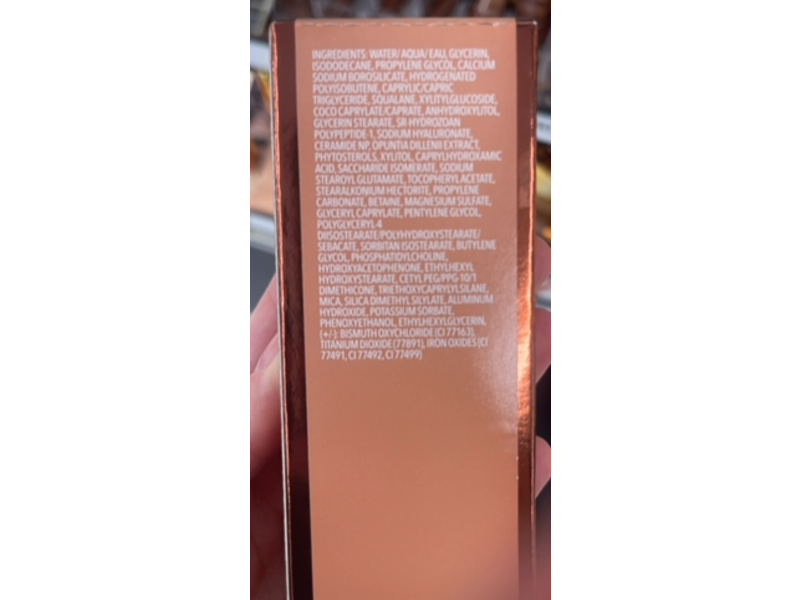 INGREDIENTS: WATER/ AQUA/ EAU, GLYCERIN,
ISODODECANE, PROPYLENE GLYCOL, CALCIUM
SODIUM BOROSILICATE, HYDROGENATED
POLYISOBUTENE, CAPRYLIC/CAPRIC
TRIGLYCERIDE, SQUALANE, XYLITYLGLUCOSIDE,
COCO CAPRYLATE/CAPRATE, ANHYDROXYLITOL,
GLYCERIN STEARATE, SR-HYDROZOAN
POLYPEPTIDE-1, SODIUM HYALURONATE,
CERAMIDE NP, OPUNTIA DILLENII EXTRACT,
PHYTOSTEROLS, XYLITOL, CAPRYLHYDROXAMIC
ACID, SACCHARIDE ISOMERATE, SODIUM
STEAROYL GLUTAMATE, TOCOPHERYL ACETATE,
STEARALKONIUM HECTORITE, PROPYLENE
CARBONATE, BETAINE, MAGNESIUM SULFATE,
GLYCERYL CAPRYLATE, PENTYLENE GLYCOL,
POLYGLYCERYL-4
DIISOSTEARATE/POLYHYDROXYSTEARATE/
SEBACATE, SORBITAN ISOSTEARATE, BUTYLENE
GLYCOL, PHOSPHATIDYLCHOLINE,
HYDROXYACETOPHENONE, ETHYLHEXYL
HYDROXYSTEARATE, CETYL PEG/PPG-10/1
DIMETHICONE, TRIETHOXYCAPRYLYLSILANE,
MICA, SILICA DIMETHYL SILYLATE, ALUMINUM
HYDROXIDE, POTASSIUM SORBATE,
PHENOXYETHANOL, ETHYLHEXYLGLYCERIN,
(+/-): BISMUTH OXYCHLORIDE (CI 77163),
TITANIUM DIOXIDE (77891), IRON OXIDES (CI
77491, CI 77492, CI 77499)